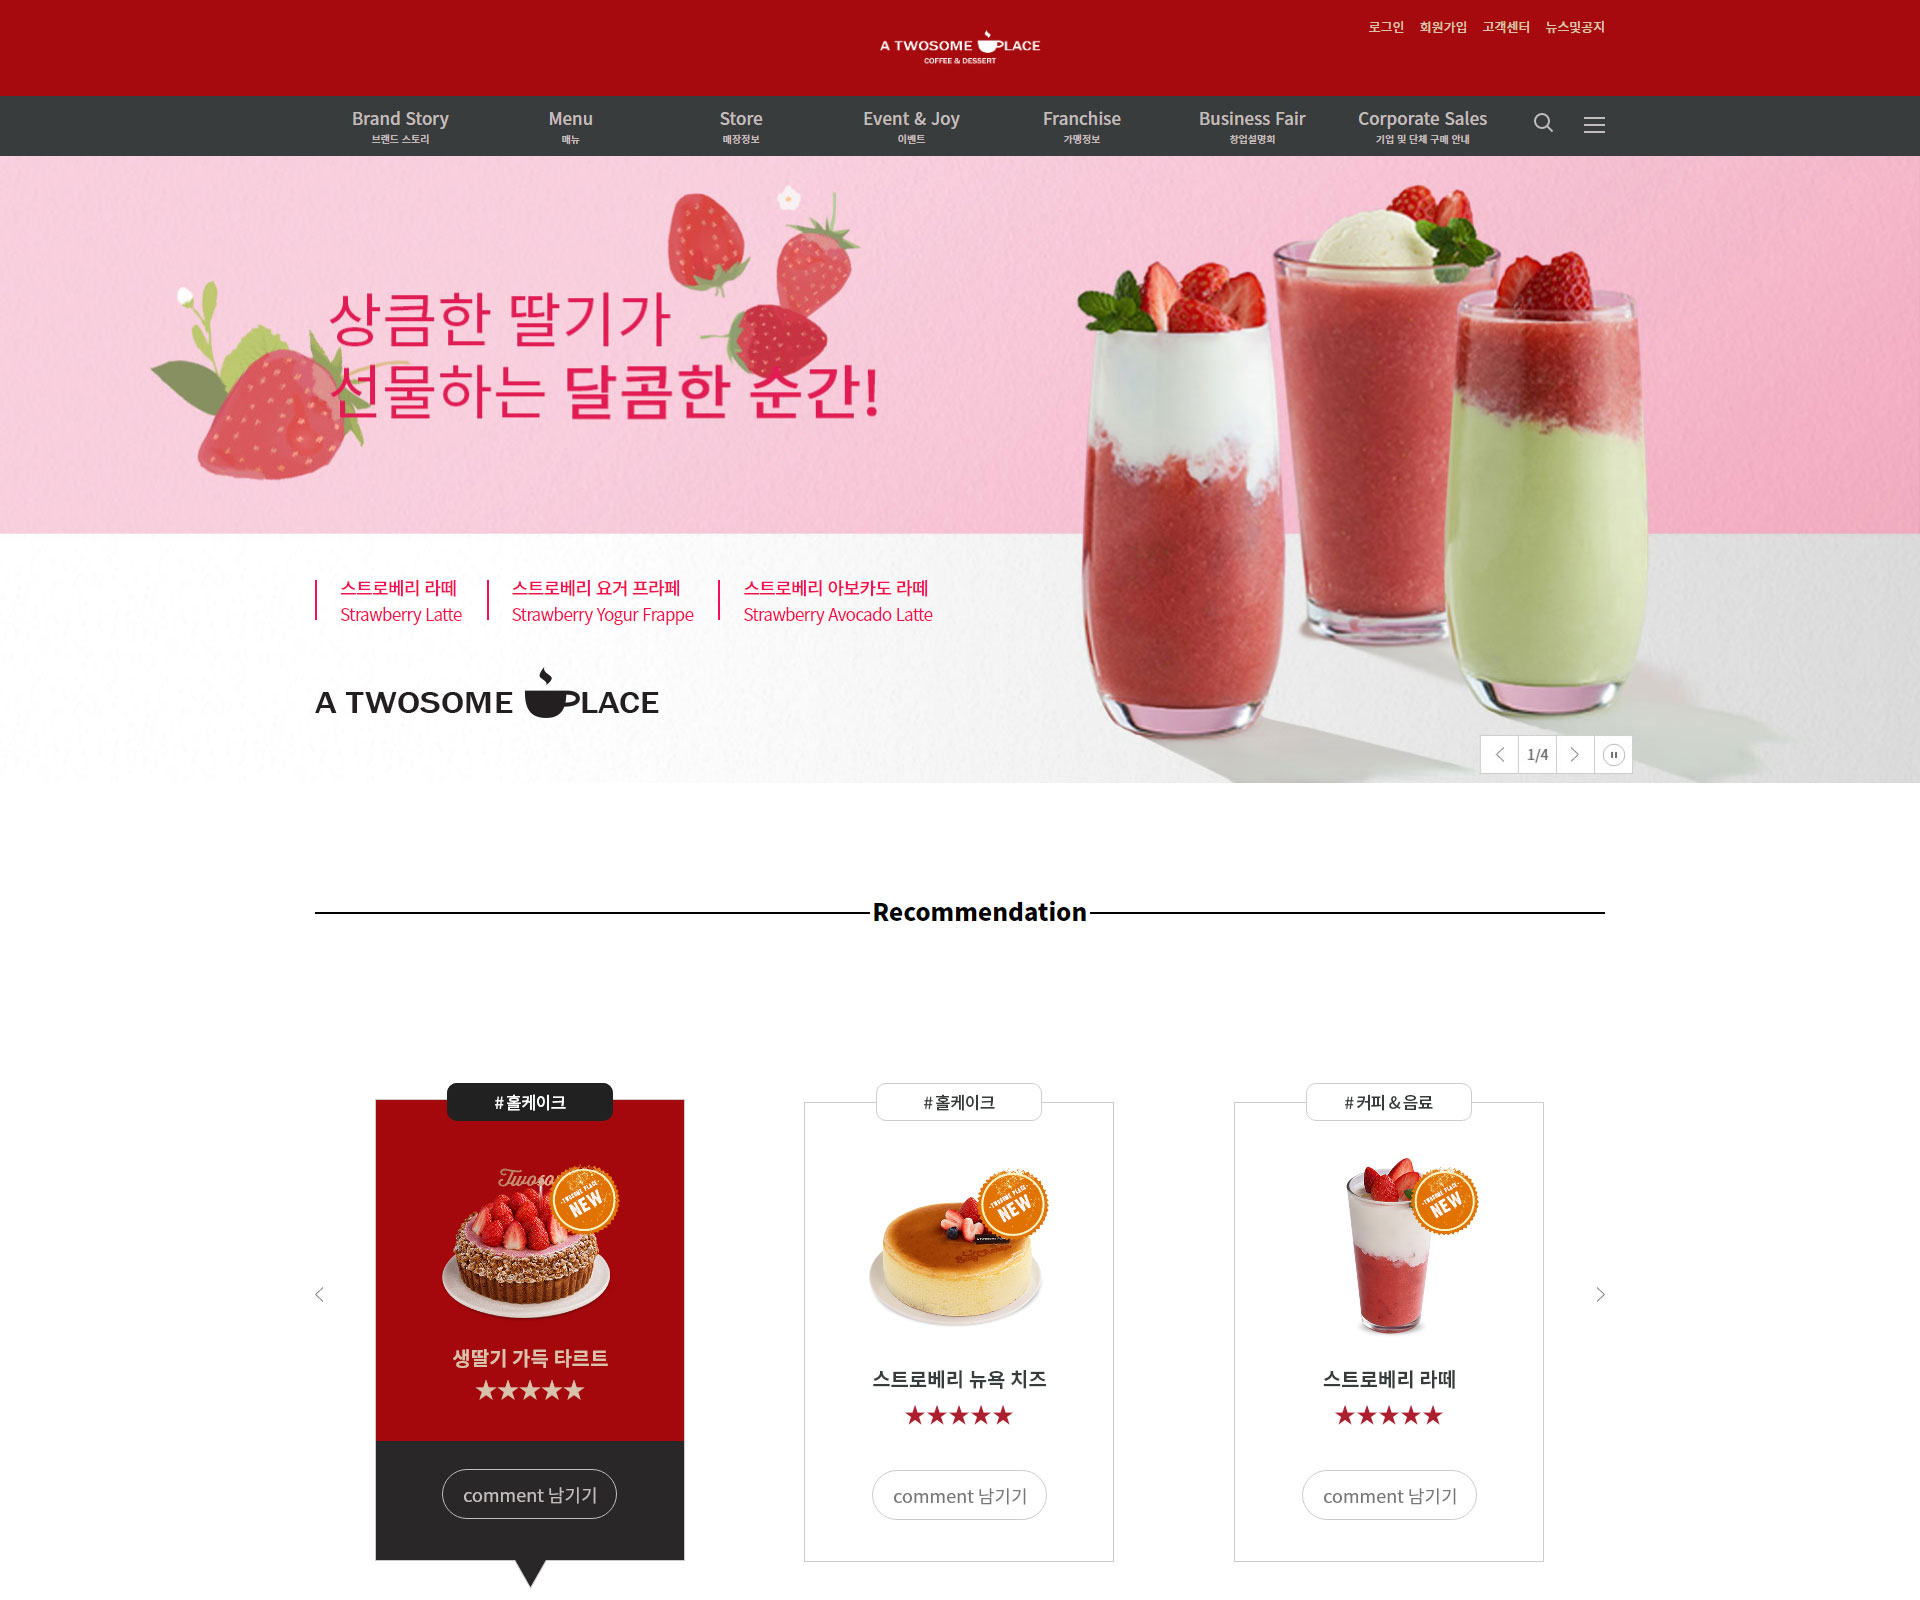 로그인 회원가입 고객센터 뉴스및공지
A TWOSOME PLACE
COFFEE & DESSERT
Brand Story Menu Store Event & Joy Franchise Business Fair Corporate Sales
브랜드 스토리 매뉴 매장정보 이벤트 가맹정보 창업설명회 기업 및 단체 구매 안내
상큼한 딸기가
선물하는 달콤한 순간!
스트로베리 라떼 스트로베리 요거 프라페 스트로베리 아보카도 라떼
Strawberry Latte Strawberry Yogur Frappe Strawberry Avocado Latte
A TWOSOME PLACE
1/4
Recommendation
# 홀케이크 # 홀케이크 # 커피 & 음료
TWOSOME PLACE TWOSOME PLACE TWOSOME PLACE
NEW NEW NEW
생딸기 가득 타르트 스트로베리 뉴욕 치즈 스트로베리 라떼
★★★★★ ★★★★★ ★★★★★
comment 남기기 comment 남기기 comment 남기기